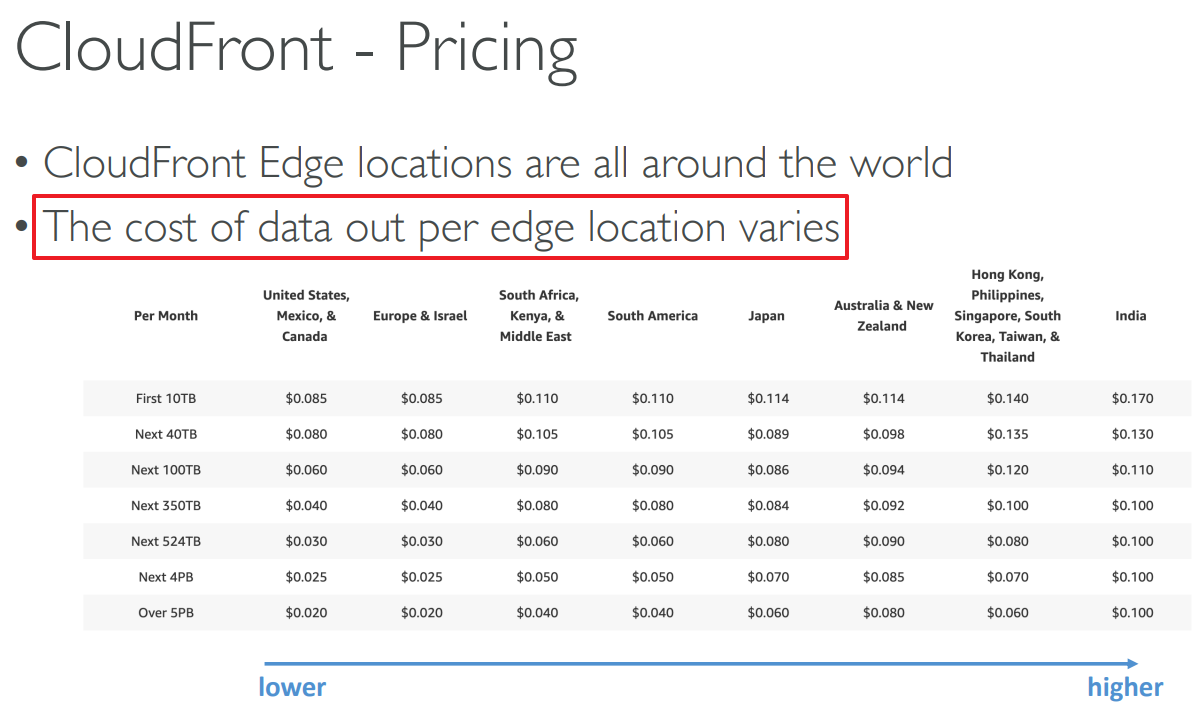 CloudFront - Pricing
• CloudFront Edge locations are all around the world
• The cost of data out per edge location varies
Per Month United States, Mexico, & Canada Europe & Israel South Africa, Kenya, & Middle East South America Japan Australia & New Zealand Hong Kong, Philippines, Singapore, South Korea, Taiwan, & Thailand India
First 10TB $0.085 $0.085 $0.110 $0.110 $0.114 $0.114 $0.140 $0.170
Next 40TB $0.080 $0.080 $0.105 $0.105 $0.089 $0.098 $0.135 $0.130
Next 100TB $0.060 $0.060 $0.090 $0.090 $0.086 $0.094 $0.120 $0.110
Next 350TB $0.040 $0.040 $0.080 $0.080 $0.084 $0.092 $0.100 $0.100
Next 524TB $0.030 $0.030 $0.060 $0.060 $0.080 $0.090 $0.080 $0.100
Next 4PB $0.025 $0.025 $0.050 $0.050 $0.070 $0.085 $0.070 $0.100
Over 5PB $0.020 $0.020 $0.040 $0.040 $0.060 $0.080 $0.060 $0.100
lower higher